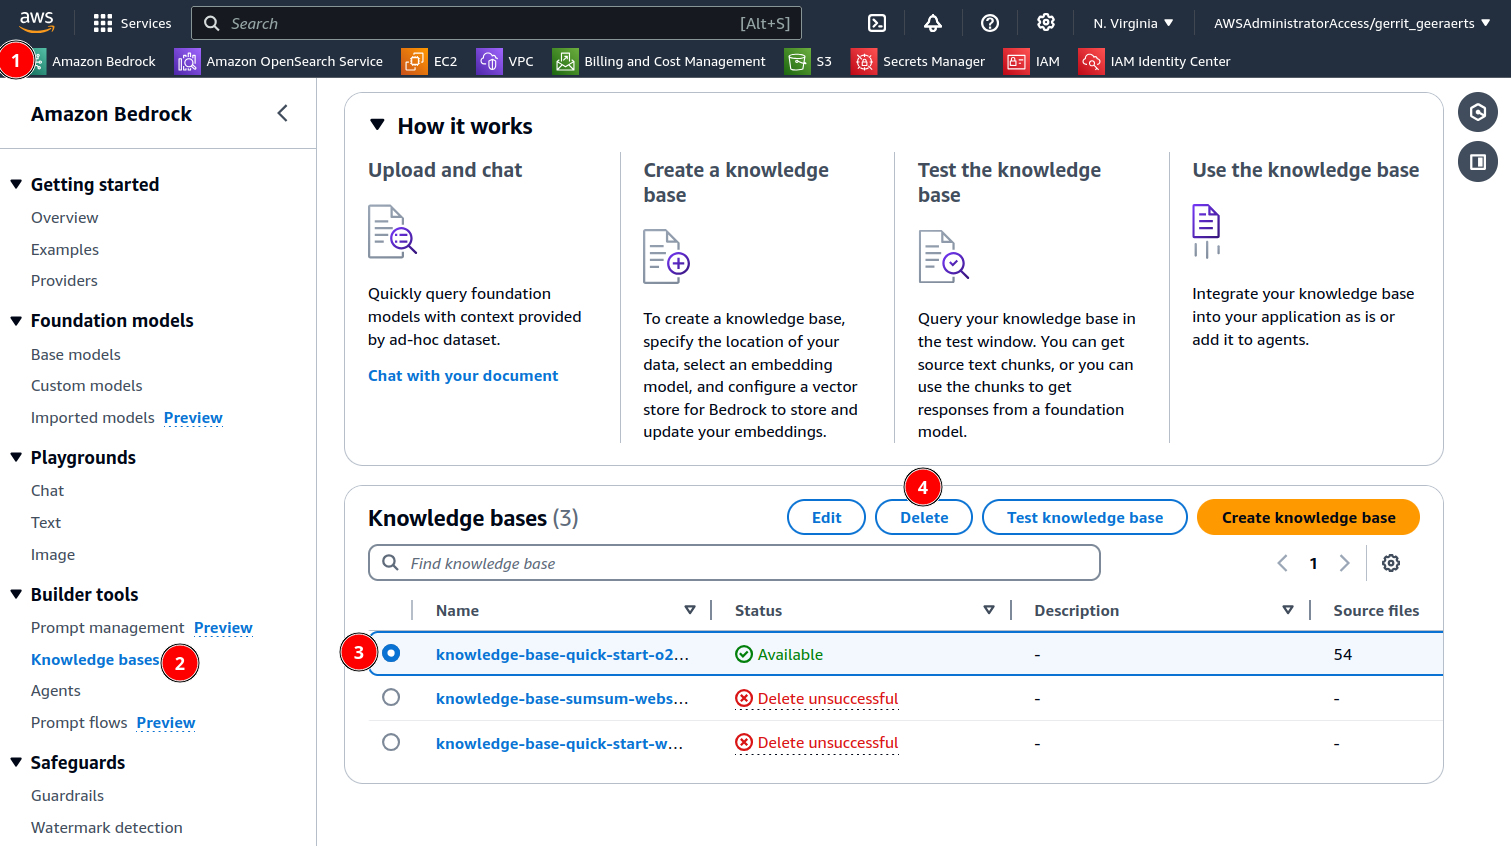 aws
Services
Search [Alt+S]
N. Virginia
AWSAdministratorAccess/gerrit_geeraerts
1
Amazon Bedrock
Amazon OpenSearch Service
EC2
VPC
Billing and Cost Management
S3
Secrets Manager
IAM
IAM Identity Center
Amazon Bedrock
Getting started
Overview
Examples
Providers
Foundation models
Base models
Custom models
Imported models Preview
Playgrounds
Chat
Text
Image
Builder tools
Prompt management Preview
Knowledge bases 2
Agents
Prompt flows Preview
Safeguards
Guardrails
Watermark detection
How it works
Upload and chat
Quickly query foundation
models with context provided
by ad-hoc dataset.
Chat with your document
Create a knowledge
base
To create a knowledge base,
specify the location of your
data, select an embedding
model, and configure a vector
store for Bedrock to store and
update your embeddings.
Test the knowledge
base
Query your knowledge base in
the test window. You can get
source text chunks, or you can
use the chunks to get
responses from a foundation
model.
Use the knowledge base
Integrate your knowledge base
into your application as is or
add it to agents.
4
Knowledge bases (3)
Edit
Delete
Test knowledge base
Create knowledge base
Find knowledge base
1
Name Status Description Source files
3 knowledge-base-quick-start-o2... Available - 54
knowledge-base-sumsum-webs... Delete unsuccessful - -
knowledge-base-quick-start-w... Delete unsuccessful - -